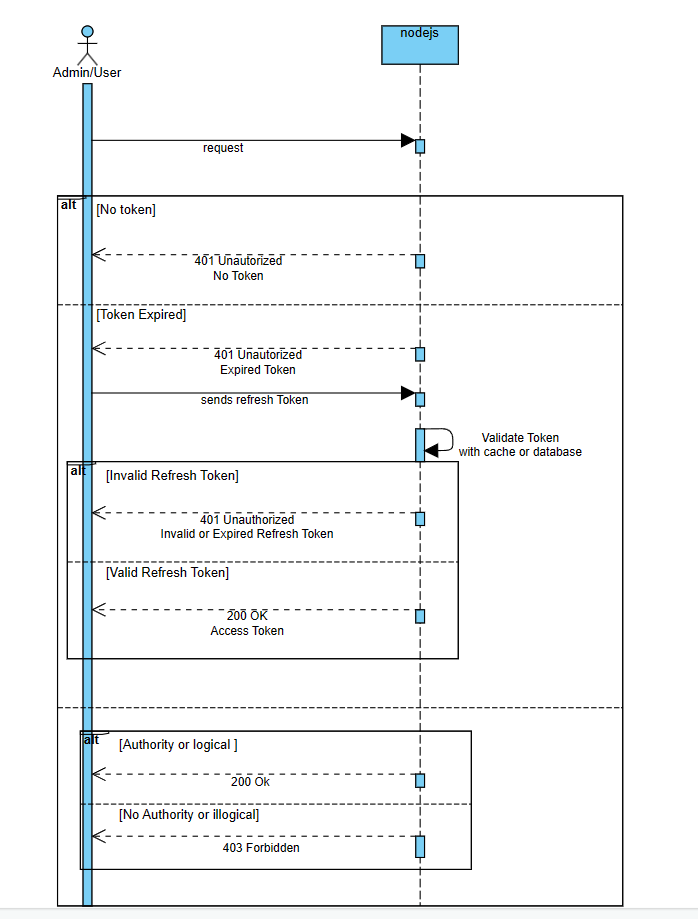 nodejs
Admin/User
request
alt
[No token]
401 Unautorized
No Token
[Token Expired]
401 Unautorized
Expired Token
sends refresh Token
Validate Token
with cache or database
alt
[Invalid Refresh Token]
401 Unauthorized
Invalid or Expired Refresh Token
[Valid Refresh Token]
200 OK
Access Token
alt
[Authority or logical ]
200 Ok
[No Authority or illogical]
403 Forbidden